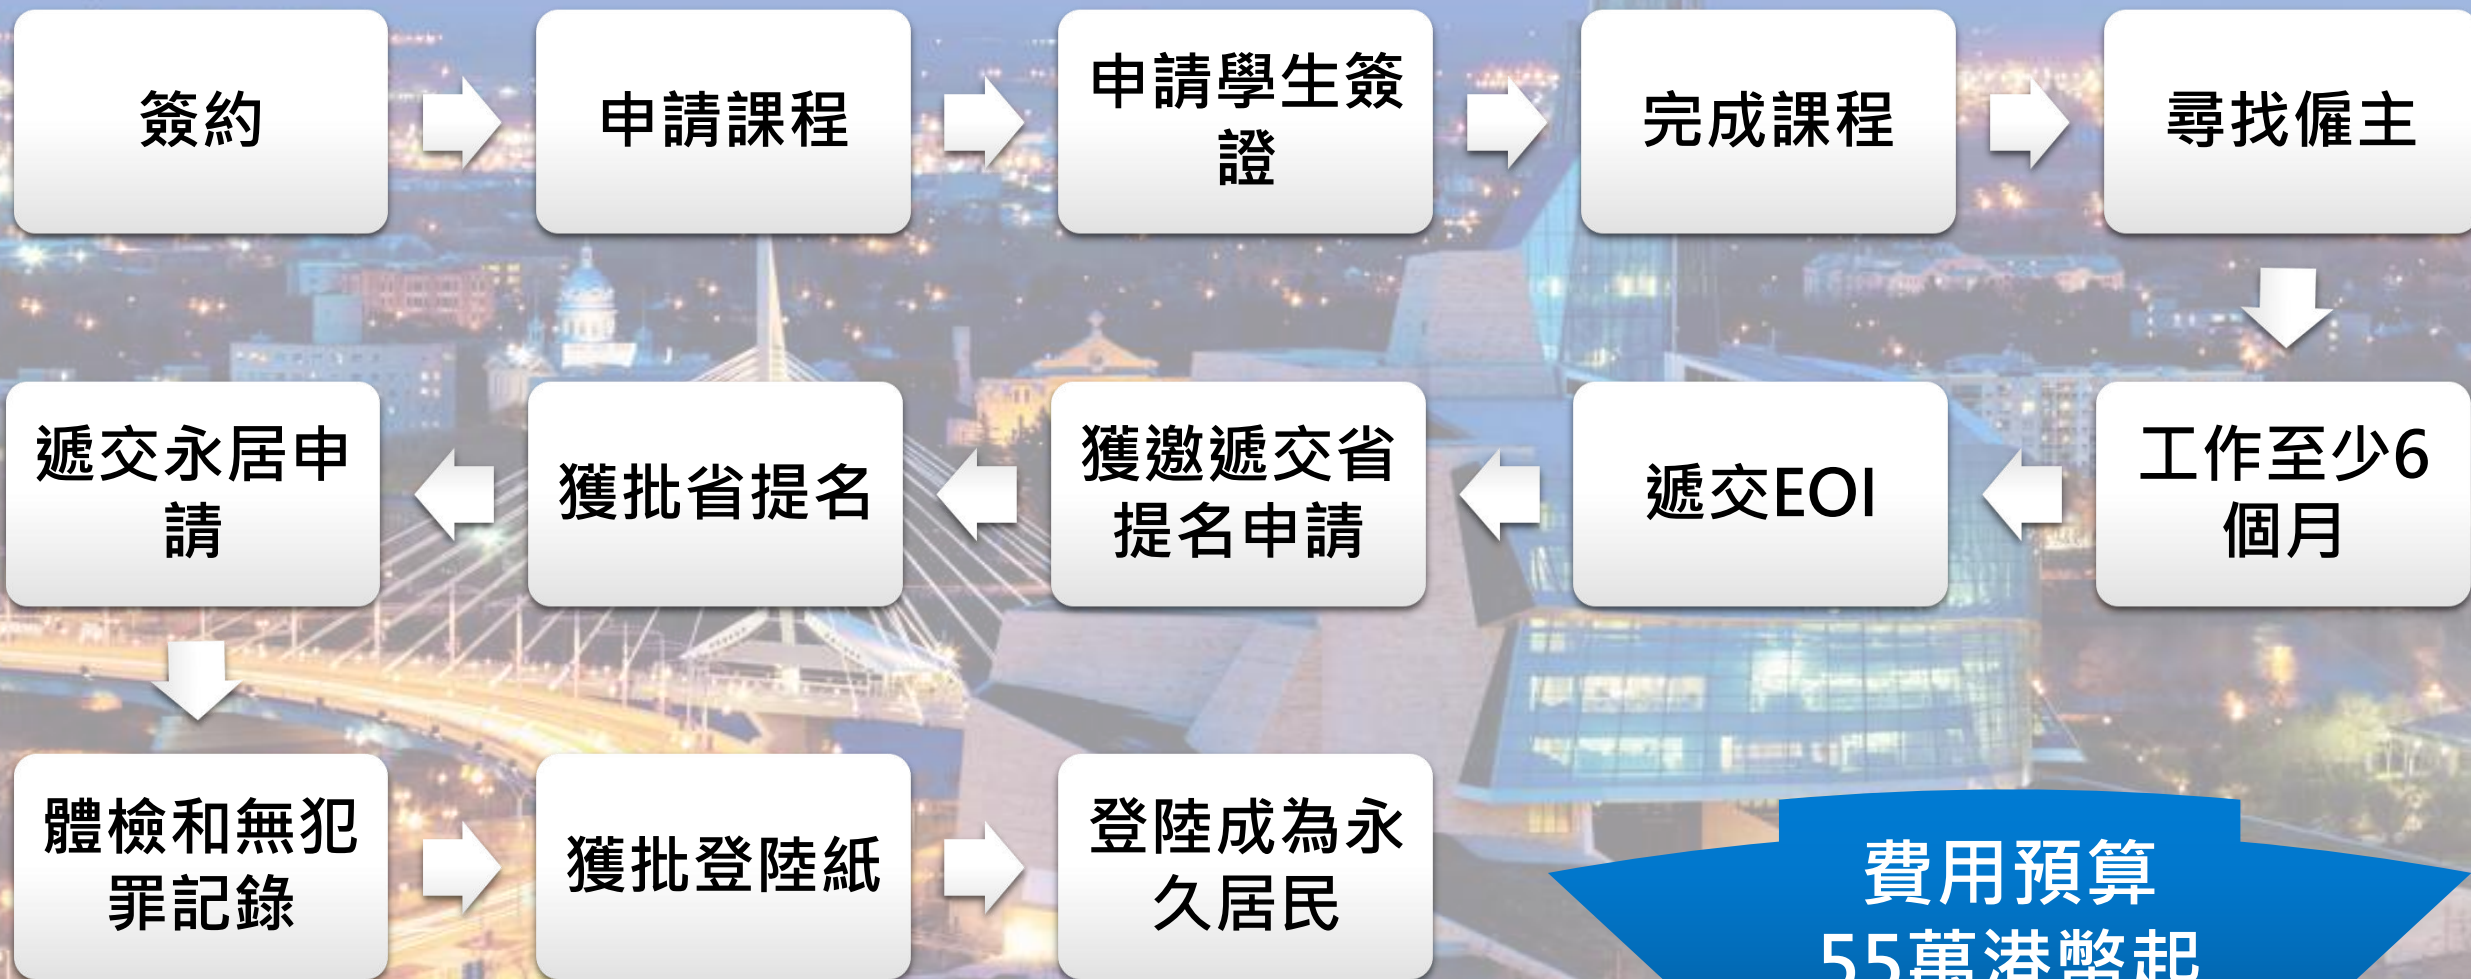 簽約
申請課程
申請學生簽
證
完成課程
尋找僱主
工作至少6
個月
遞交EOI
獲邀遞交省
提名申請
獲批省提名
遞交永居申
請
體檢和無犯
罪記錄
獲批登陸紙
登陸成為永
久居民
費用預算
55萬港幣起